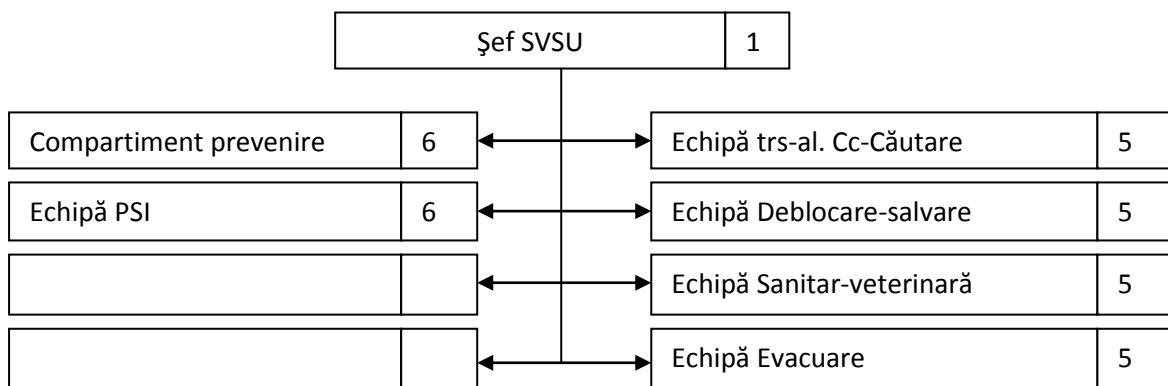 Şef SVSU 1
Compartiment prevenire 6
Echipă trs-al. Cc-Căutare 5
Echipă PSI 6
Echipă Deblocare-salvare 5
Echipă Sanitar-veterinară 5
Echipă Evacuare 5